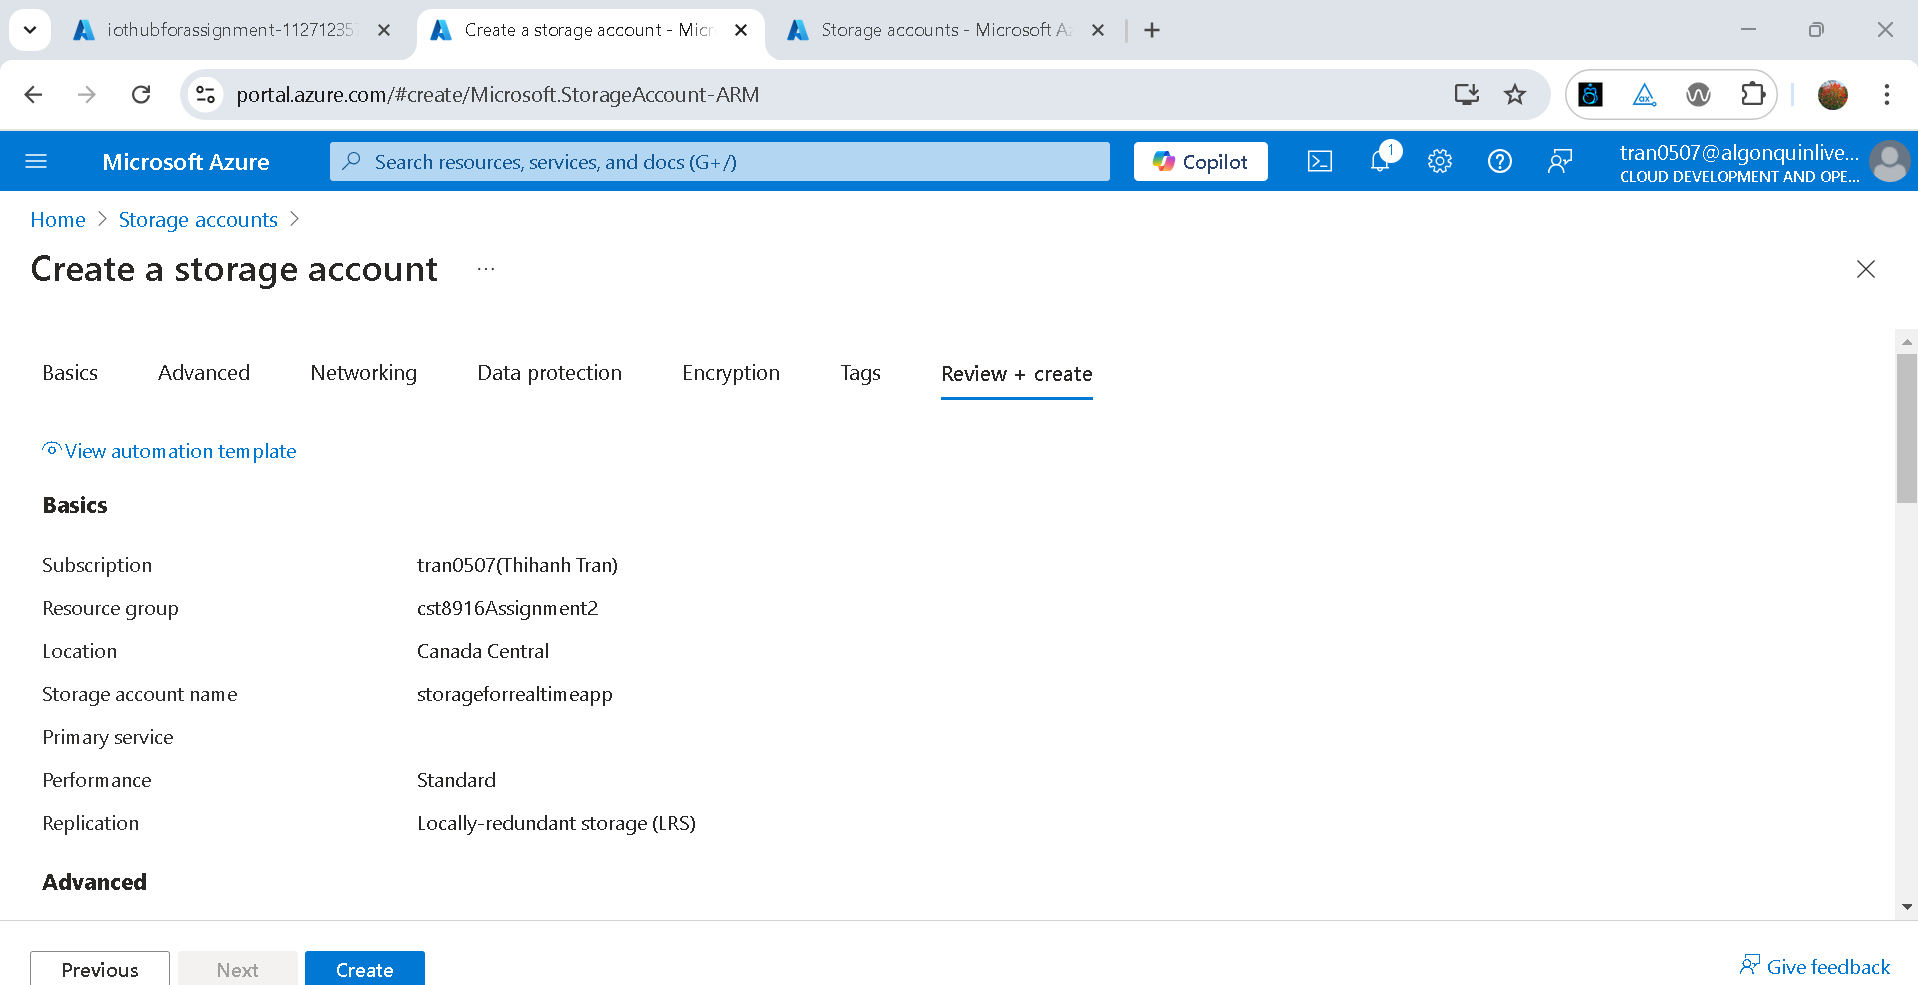 iothubforassignment-11271235
Create a storage account - Micr
Storage accounts - Microsoft Az
portal.azure.com/#create/Microsoft.StorageAccount-ARM
Microsoft Azure
Search resources, services, and docs (G+/)
Copilot
1
tran0507@algonquinlive...
CLOUD DEVELOPMENT AND OPE...
Home > Storage accounts >
Create a storage account ...
Basics Advanced Networking Data protection Encryption Tags Review + create
View automation template
Basics
Subscription tran0507(Thihanh Tran)
Resource group cst8916Assignment2
Location Canada Central
Storage account name storageforrealtimeapp
Primary service
Performance Standard
Replication Locally-redundant storage (LRS)
Advanced
Previous Next Create Give feedback